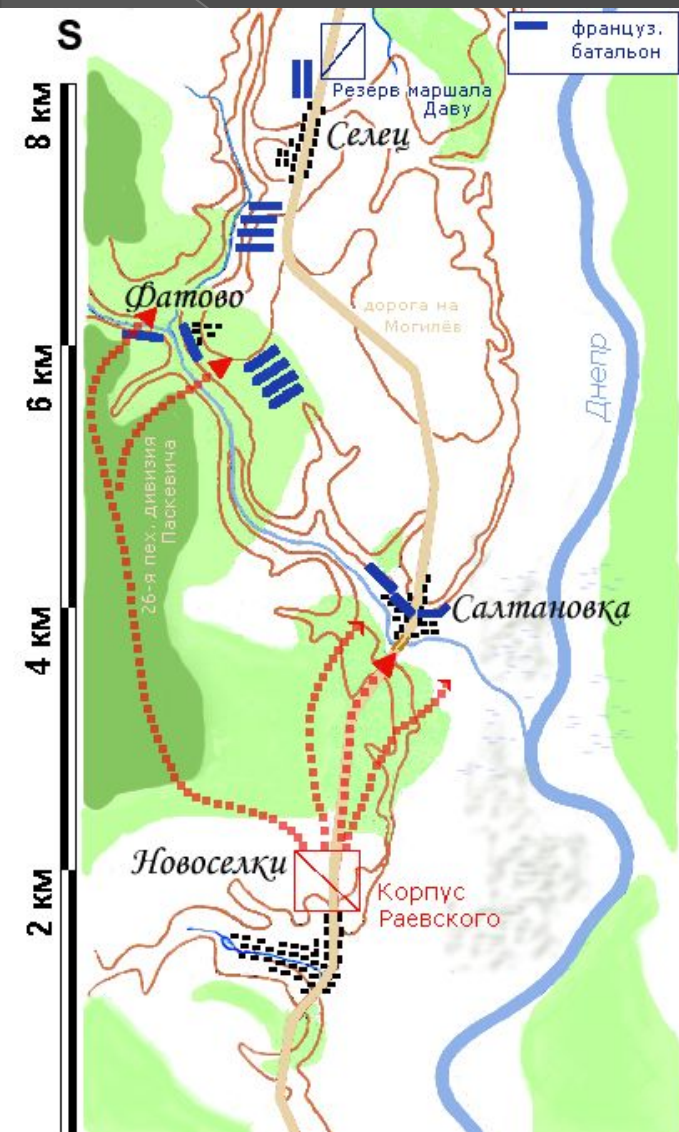 S
француз.
батальон
8 км
Резерв маршала
Даву
Селец
Фатово
дорога на
Могилёв
6 км
Днепр
26-я пех. дивизия
Паскевича
Салтановка
4 км
Новоселки
Корпус
Раевского
2 км